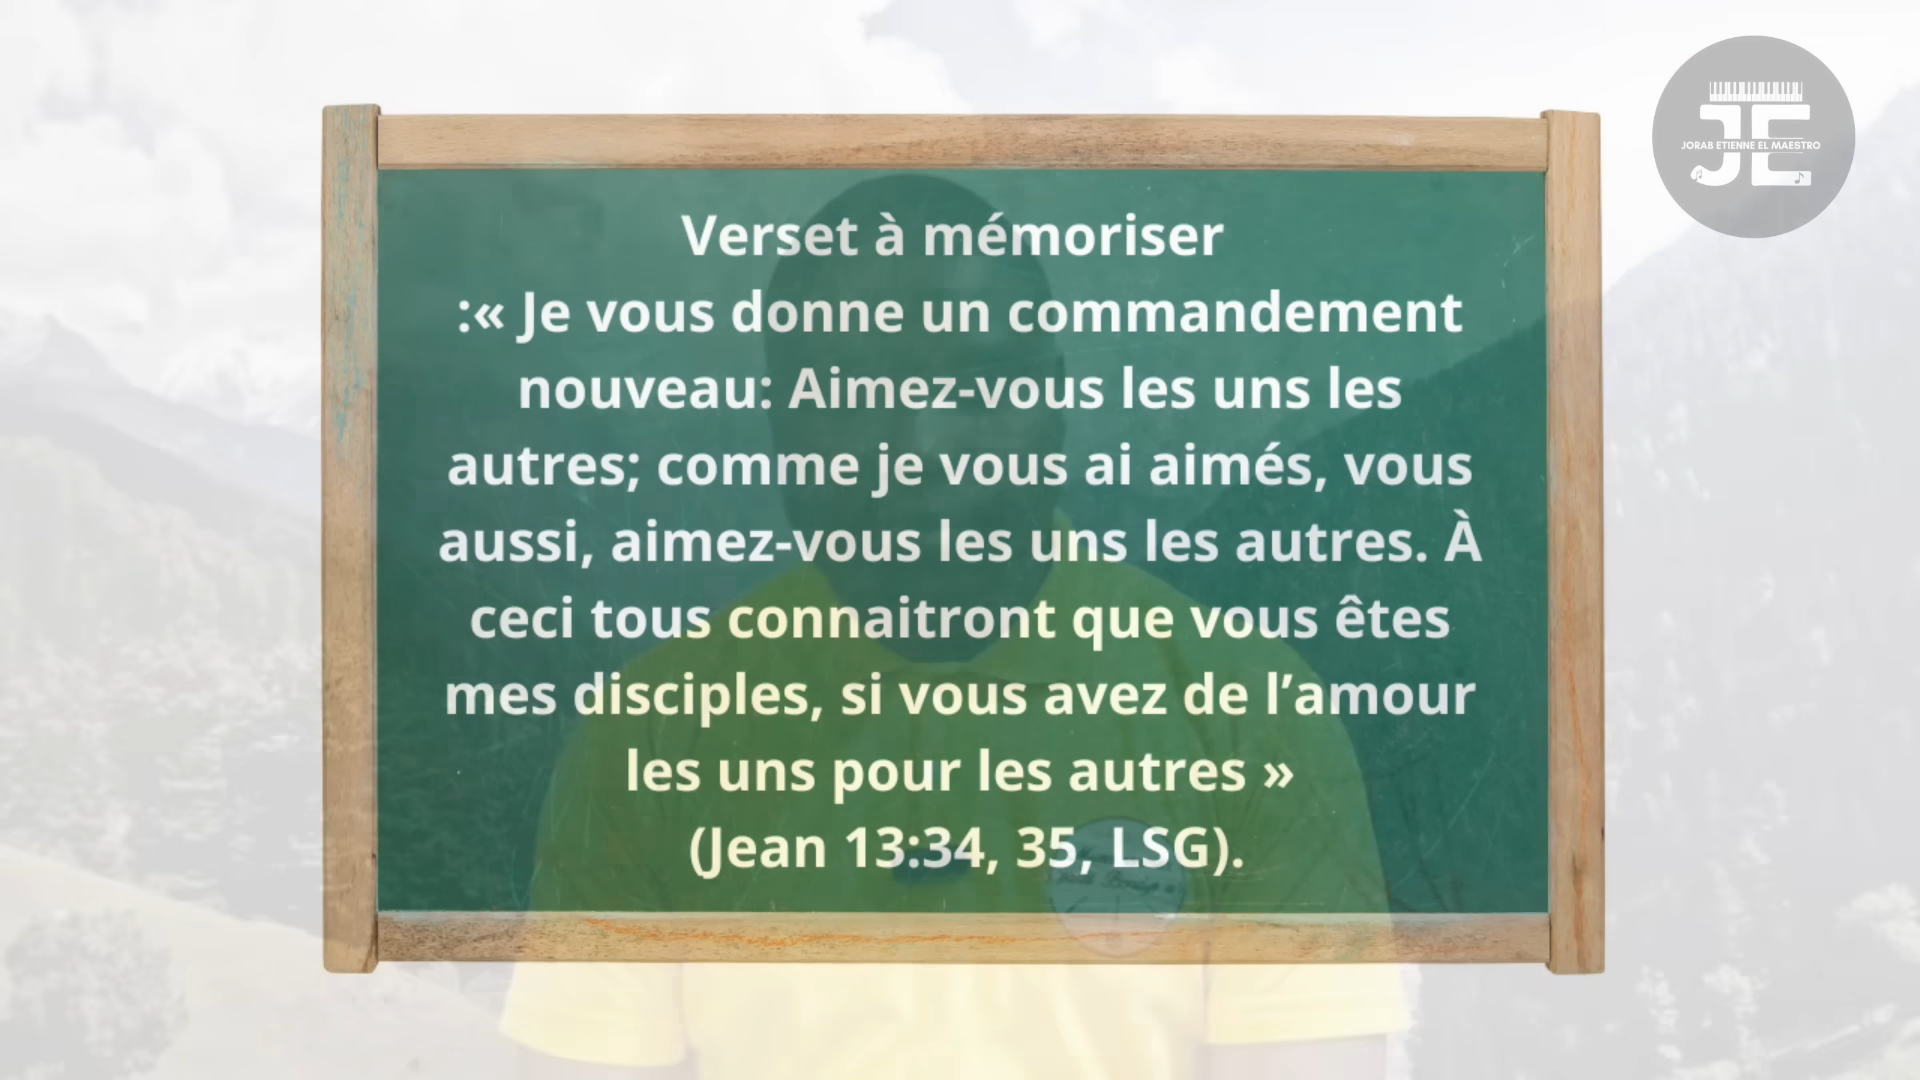 JORAB ETIENNE EL MAESTRO
JE
Verset à mémoriser
:« Je vous donne un commandement
nouveau: Aimez-vous les uns les
autres; comme je vous ai aimés, vous
aussi, aimez-vous les uns les autres. À
ceci tous connaitront que vous êtes
mes disciples, si vous avez de l’amour
les uns pour les autres »
(Jean 13:34, 35, LSG).